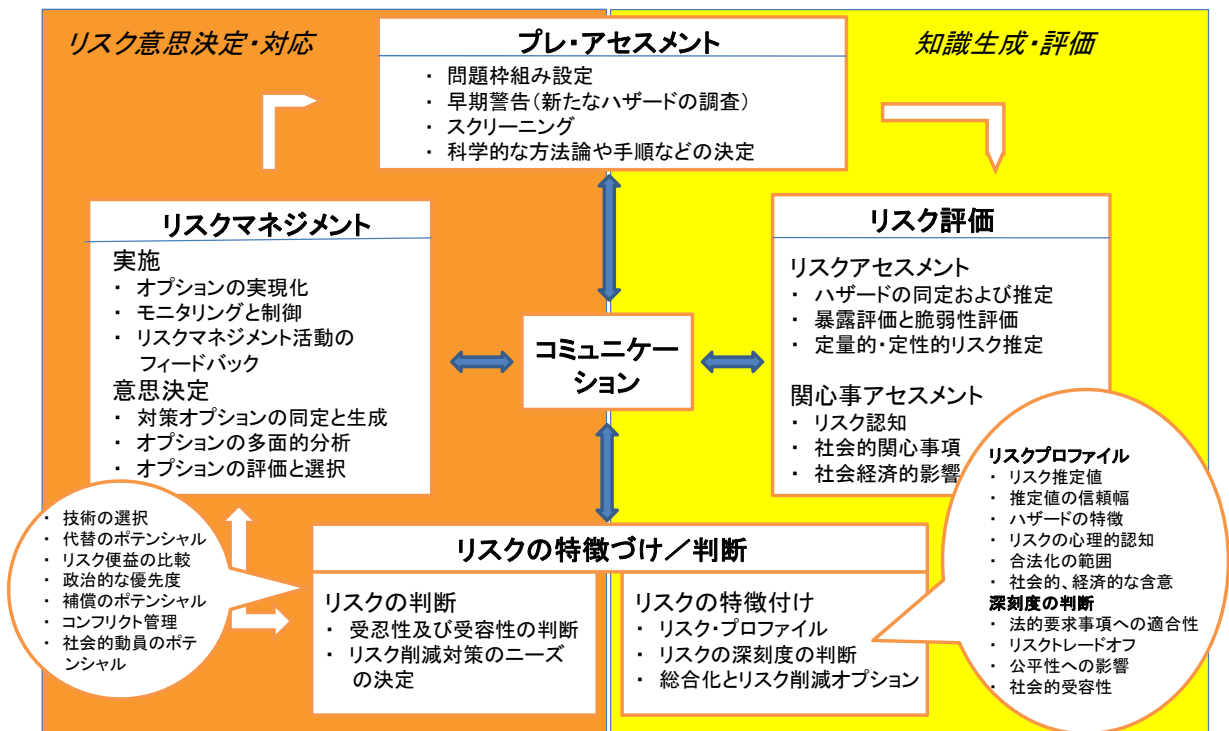 リスク意思決定・対応
プレ・アセスメント
・ 問題枠組み設定
・ 早期警告(新たなハザードの調査)
・ スクリーニング
・ 科学的な方法論や手順などの決定
知識生成・評価
リスクマネジメント
実施
・ オプションの実現化
・ モニタリングと制御
・ リスクマネジメント活動の
フィードバック
意思決定
・ 対策オプションの同定と生成
・ オプションの多面的分析
・ オプションの評価と選択
コミュニケー
ション
リスク評価
リスクアセスメント
・ ハザードの同定および推定
・ 暴露評価と脆弱性評価
・ 定量的・定性的リスク推定
関心事アセスメント
・ リスク認知
・ 社会的関心事項
・ 社会経済的影響
・ 技術の選択
・ 代替のポテンシャル
・ リスク便益の比較
・ 政治的な優先度
・ 補償のポテンシャル
・ コンフリクト管理
・ 社会的動員のポテ
ンシャル
リスクの特徴づけ/判断
リスクの判断
・ 受忍性及び受容性の判断
・ リスク削減対策のニーズ
の決定
リスクの特徴付け
・ リスク・プロファイル
・ リスクの深刻度の判断
・ 総合化とリスク削減オプション
リスクプロファイル
・ リスク推定値
・ 推定値の信頼幅
・ ハザードの特徴
・ リスクの心理的認知
・ 合法化の範囲
・ 社会的、経済的な含意
深刻度の判断
・ 法的要求事項への適合性
・ リスクトレードオフ
・ 公平性への影響
・ 社会的受容性